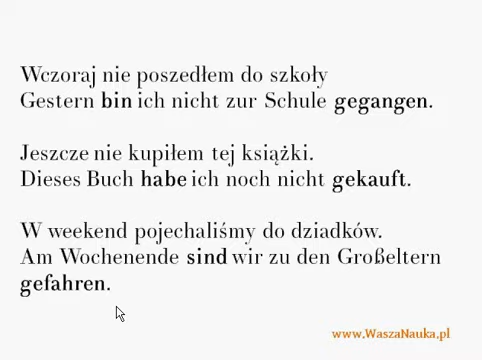 Wczoraj nie poszedłem do szkoły
Gestern bin ich nicht zur Schule gegangen.
Jeszcze nie kupiłem tej książki.
Dieses Buch habe ich noch nicht gekauft.
W weekend pojechaliśmy do dziadków.
Am Wochenende sind wir zu den Großeltern
gefahren.
www.WaszaNauka.pl